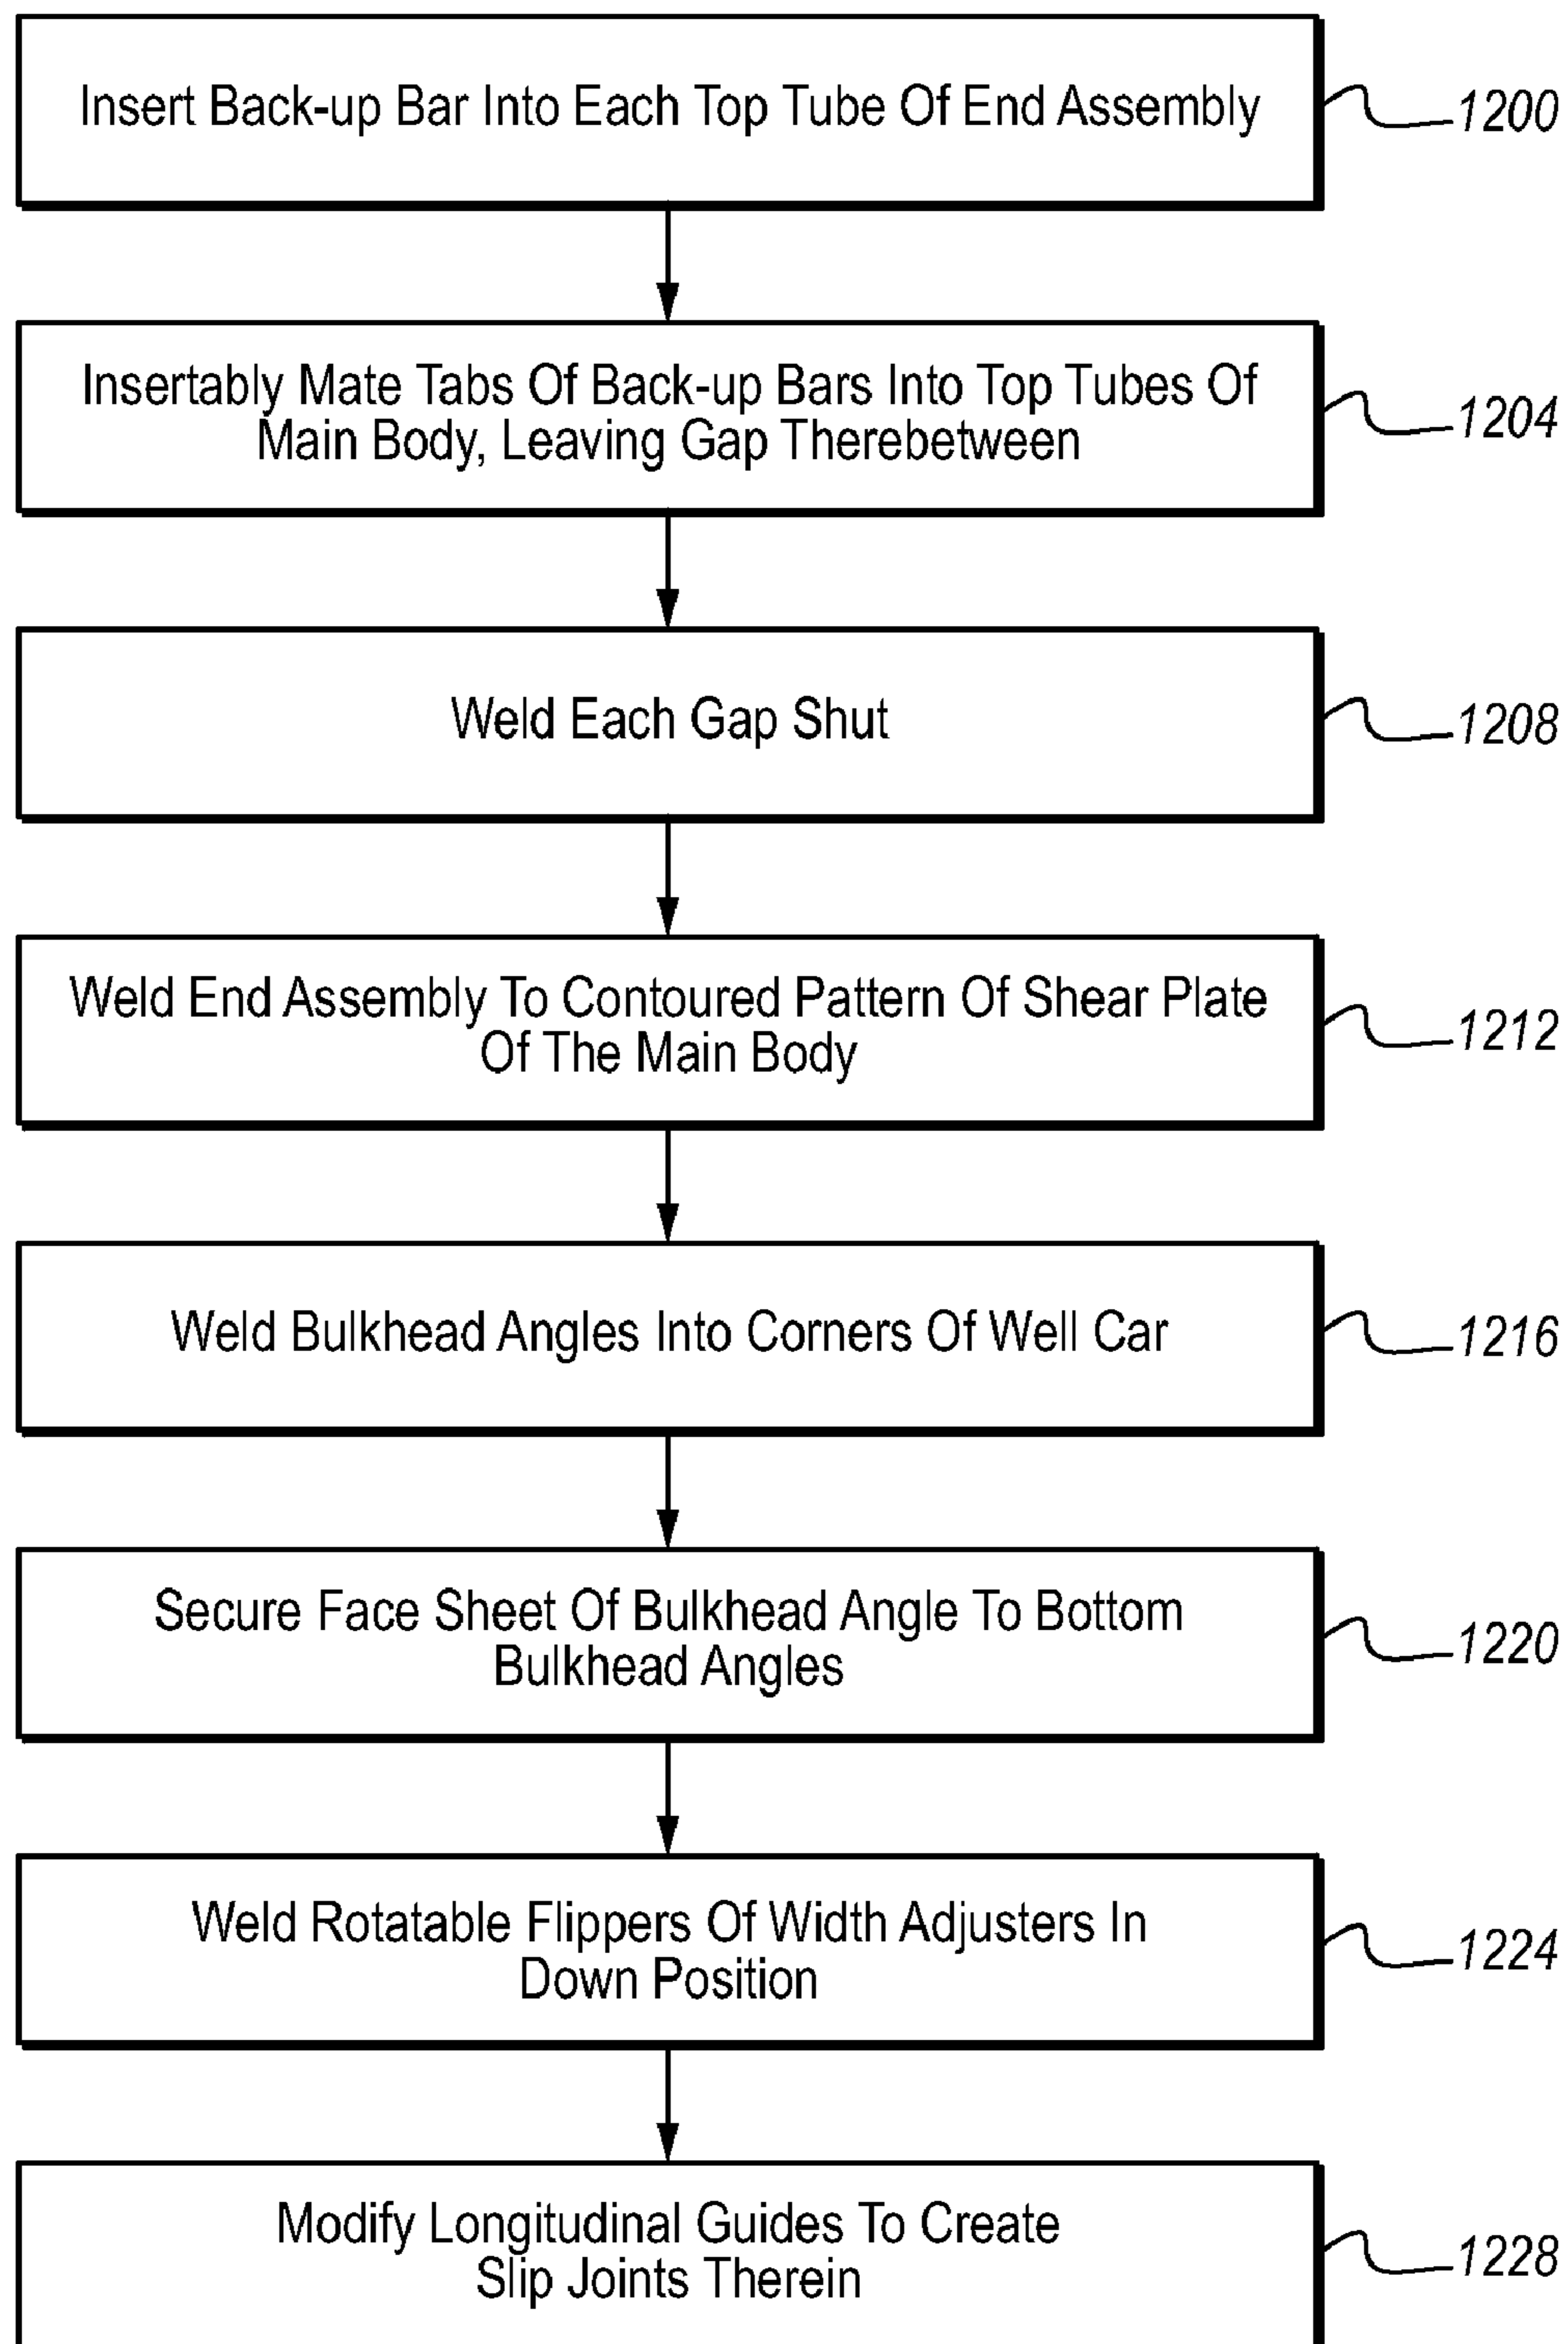 Insert Back-up Bar Into Each Top Tube Of End Assembly
1200
Insertably Mate Tabs Of Back-up Bars Into Top Tubes Of
Main Body, Leaving Gap Therebetween
1204
Weld Each Gap Shut
1208
Weld End Assembly To Contoured Pattern Of Shear Plate
Of The Main Body
1212
Weld Bulkhead Angles Into Corners Of Well Car
1216
Secure Face Sheet Of Bulkhead Angle To Bottom
Bulkhead Angles
1220
Weld Rotatable Flippers Of Width Adjusters In
Down Position
1224
Modify Longitudinal Guides To Create
Slip Joints Therein
1228